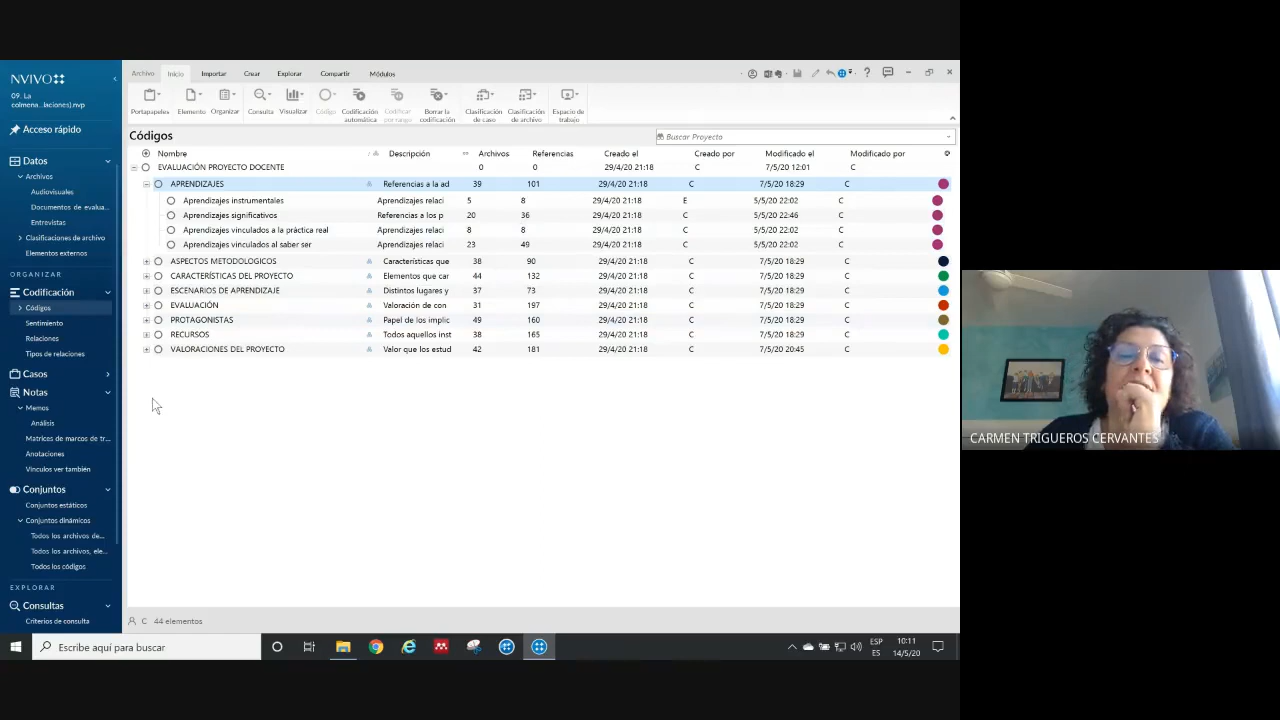 NVIVO
09. La
colmena...laciones).nvp
Acceso rápido
Datos
Archivos
Audiovisuales
Documentos de evalua...
Entrevistas
Clasificaciones de archivo
Elementos externos
ORGANIZAR
Codificación
Códigos
Sentimiento
Relaciones
Tipos de relaciones
Casos
Notas
Memos
Análisis
Matrices de marcos de tr...
Anotaciones
Vínculos ver también
Conjuntos
Conjuntos estáticos
Conjuntos dinámicos
Todos los archivos de...
Todos los archivos, ele...
Todos los códigos
EXPLORAR
Consultas
Criterios de consulta
Archivo Inicio Importar Crear Explorar Compartir Módulos
Portapapeles Elemento Organizar Consulta Visualizar Código Codificación automática Codificar por rango Borrar la codificación Clasificación de caso Clasificación de archivo Espacio de trabajo
Códigos Buscar Proyecto
Nombre Descripción Archivos Referencias Creado el Creado por Modificado el Modificado por
EVALUACIÓN PROYECTO DOCENTE 0 0 29/4/20 21:18 C 7/5/20 12:01 C
APRENDIZAJES Referencias a la ad 39 101 29/4/20 21:18 C 7/5/20 18:29 C
Aprendizajes instrumentales Aprendizajes relaci 5 8 29/4/20 21:18 E 5/5/20 22:02 C
Aprendizajes significativos Referencias a los p 20 36 29/4/20 21:18 C 5/5/20 22:46 C
Aprendizajes vinculados a la práctica real Aprendizajes relaci 8 8 29/4/20 21:18 C 5/5/20 22:02 C
Aprendizajes vinculados al saber ser Aprendizajes relaci 23 49 29/4/20 21:18 C 5/5/20 22:02 C
ASPECTOS METODOLOGICOS Características que 38 90 29/4/20 21:18 C 7/5/20 18:29 C
CARACTERÍSTICAS DEL PROYECTO Elementos que car 44 132 29/4/20 21:18 C 7/5/20 18:29 C
ESCENARIOS DE APRENDIZAJE Distintos lugares y 37 73 29/4/20 21:18 C 7/5/20 18:29 C
EVALUACIÓN Valoración de con 31 197 29/4/20 21:18 C 7/5/20 18:29 C
PROTAGONISTAS Papel de los implic 49 160 29/4/20 21:18 C 7/5/20 18:29 C
RECURSOS Todos aquellos inst 38 165 29/4/20 21:18 C 7/5/20 18:29 C
VALORACIONES DEL PROYECTO Valor que los estud 42 181 29/4/20 21:18 C 7/5/20 20:45 C
CARMEN TRIGUEROS CERVANTES
C 44 elementos
Escribe aquí para buscar
ESP
ES
10:11
14/5/20